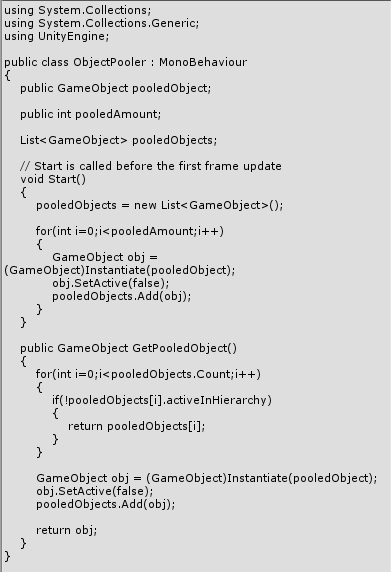 using System.Collections;
using System.Collections.Generic;
using UnityEngine;

public class ObjectPooler : MonoBehaviour
{
    public GameObject pooledObject;

    public int pooledAmount;

    List<GameObject> pooledObjects;

    // Start is called before the first frame update
    void Start()
    {
        pooledObjects = new List<GameObject>();

        for(int i=0;i<pooledAmount;i++)
        {
            GameObject obj =
(GameObject)Instantiate(pooledObject);
            obj.SetActive(false);
            pooledObjects.Add(obj);
        }
    }

    public GameObject GetPooledObject()
    {
        for(int i=0;i<pooledObjects.Count;i++)
        {
            if(!pooledObjects[i].activeInHierarchy)
            {
                return pooledObjects[i];
            }
        }

        GameObject obj = (GameObject)Instantiate(pooledObject);
        obj.SetActive(false);
        pooledObjects.Add(obj);

        return obj;
    }
}